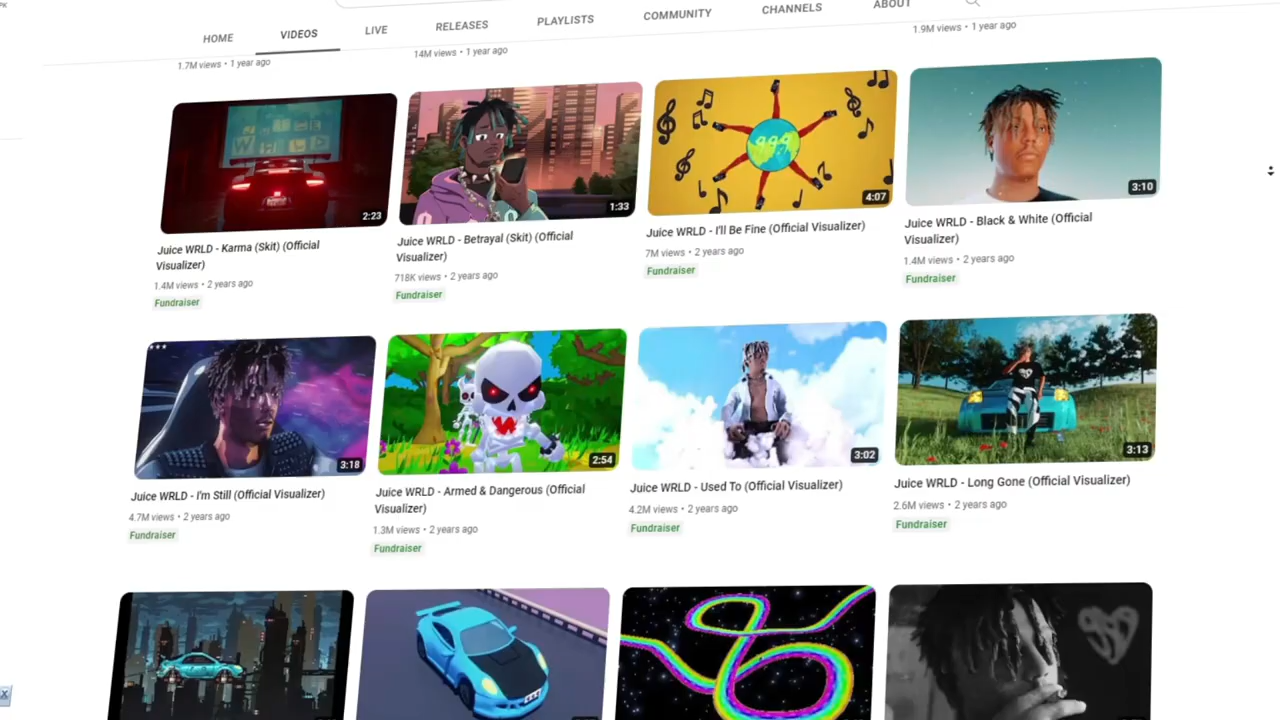 HOME VIDEOS LIVE RELEASES PLAYLISTS COMMUNITY CHANNELS ABOUT
1.7M views • 1 year ago
14M views • 1 year ago
1.9M views • 1 year ago
2:23
1:33
999
4:07
3:10
Juice WRLD - Karma (Skit) (Official
Visualizer)
1.4M views • 2 years ago
Fundraiser
Juice WRLD - Betrayal (Skit) (Official
Visualizer)
718K views • 2 years ago
Fundraiser
Juice WRLD - I'll Be Fine (Official Visualizer)
7M views • 2 years ago
Fundraiser
Juice WRLD - Black & White (Official
Visualizer)
1.4M views • 2 years ago
Fundraiser
3:18
2:54
3:02
3:13
Juice WRLD - I'm Still (Official Visualizer)
4.7M views • 2 years ago
Fundraiser
Juice WRLD - Armed & Dangerous (Official
Visualizer)
1.3M views • 2 years ago
Fundraiser
Juice WRLD - Used To (Official Visualizer)
4.2M views • 2 years ago
Fundraiser
Juice WRLD - Long Gone (Official Visualizer)
2.6M views • 2 years ago
Fundraiser
999